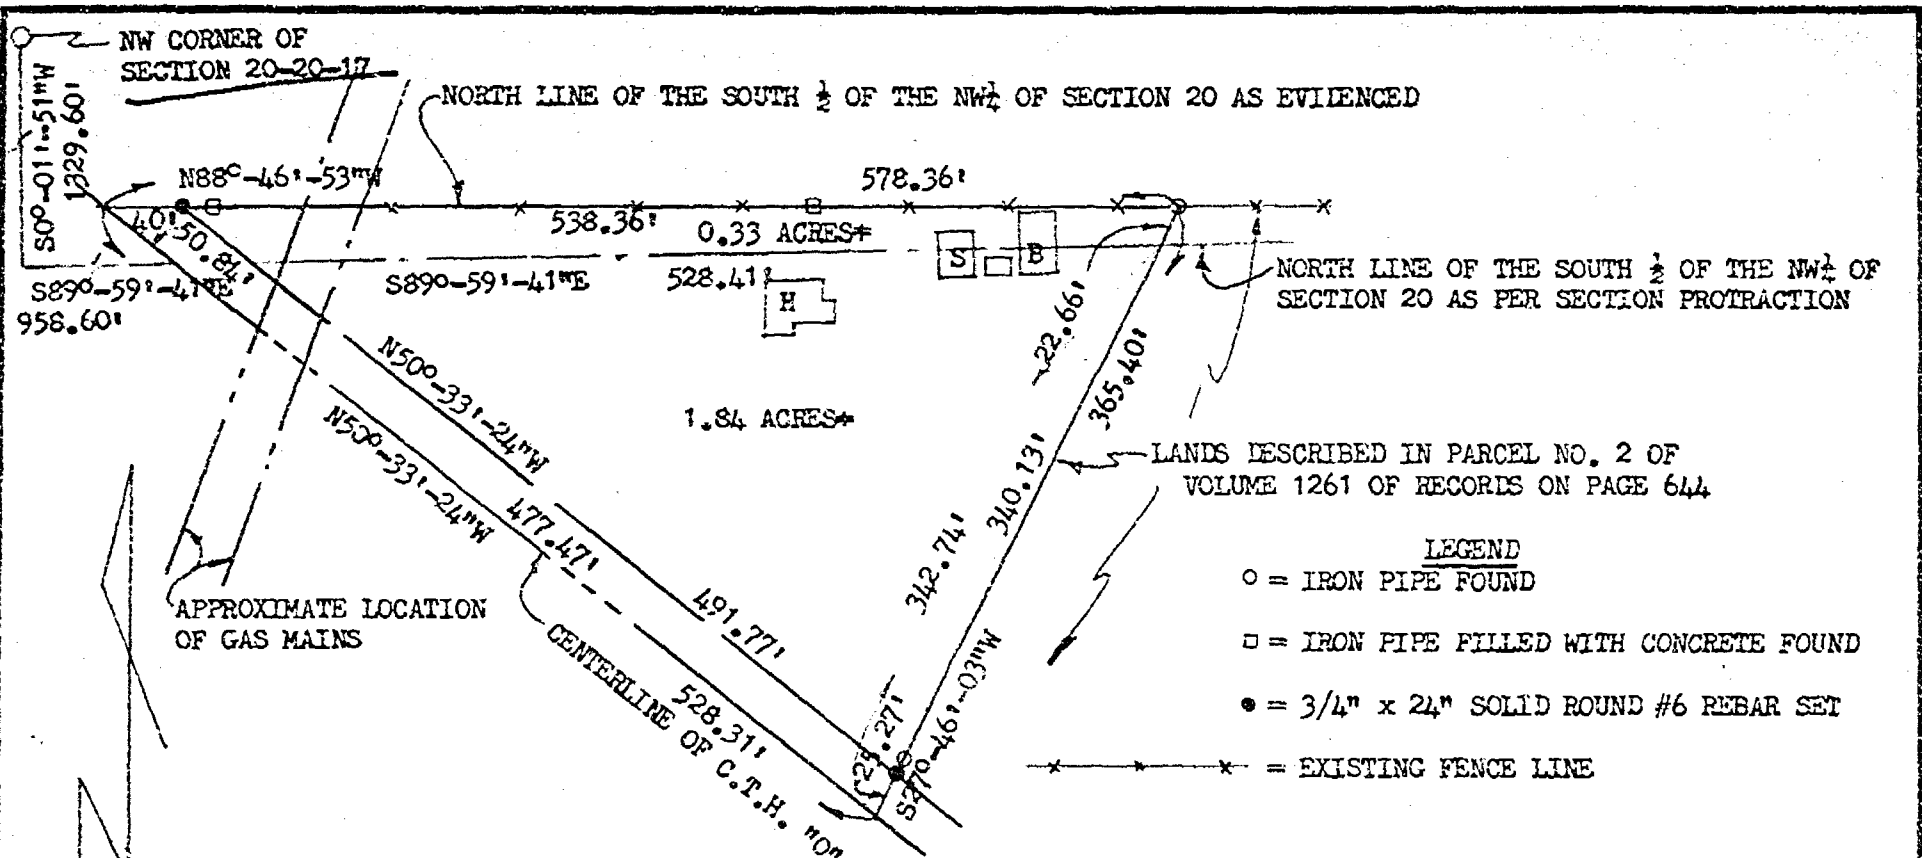 NW CORNER OF
SECTION 20-20-17
S0°-01'-51"W
1329.60'
NORTH LINE OF THE SOUTH ½ OF THE NW¼ OF SECTION 20 AS EVIDENCED
N88°-46'-53"W
578.36'
40'
50.84'
538.36'
0.33 ACRES±
S89°-59'-41"E
958.60'
S89°-59'-41"E
528.41'
S
B
H
NORTH LINE OF THE SOUTH ½ OF THE NW¼ OF
SECTION 20 AS PER SECTION PROTRACTION
22.66'
365.40'
N50°-33'-24"W
N50°-33'-24"W
1.84 ACRES±
340.13'
342.74'
LANDS DESCRIBED IN PARCEL NO. 2 OF
VOLUME 1261 OF RECORDS ON PAGE 644
477.47'
491.77'
LEGEND
O = IRON PIPE FOUND
□ = IRON PIPE FILLED WITH CONCRETE FOUND
● = 3/4" x 24" SOLID ROUND #6 REBAR SET
x x x = EXISTING FENCE LINE
APPROXIMATE LOCATION
OF GAS MAINS
CENTERLINE OF C.T.H. "O"
528.31'
25.27'
S27°-46'-03"W